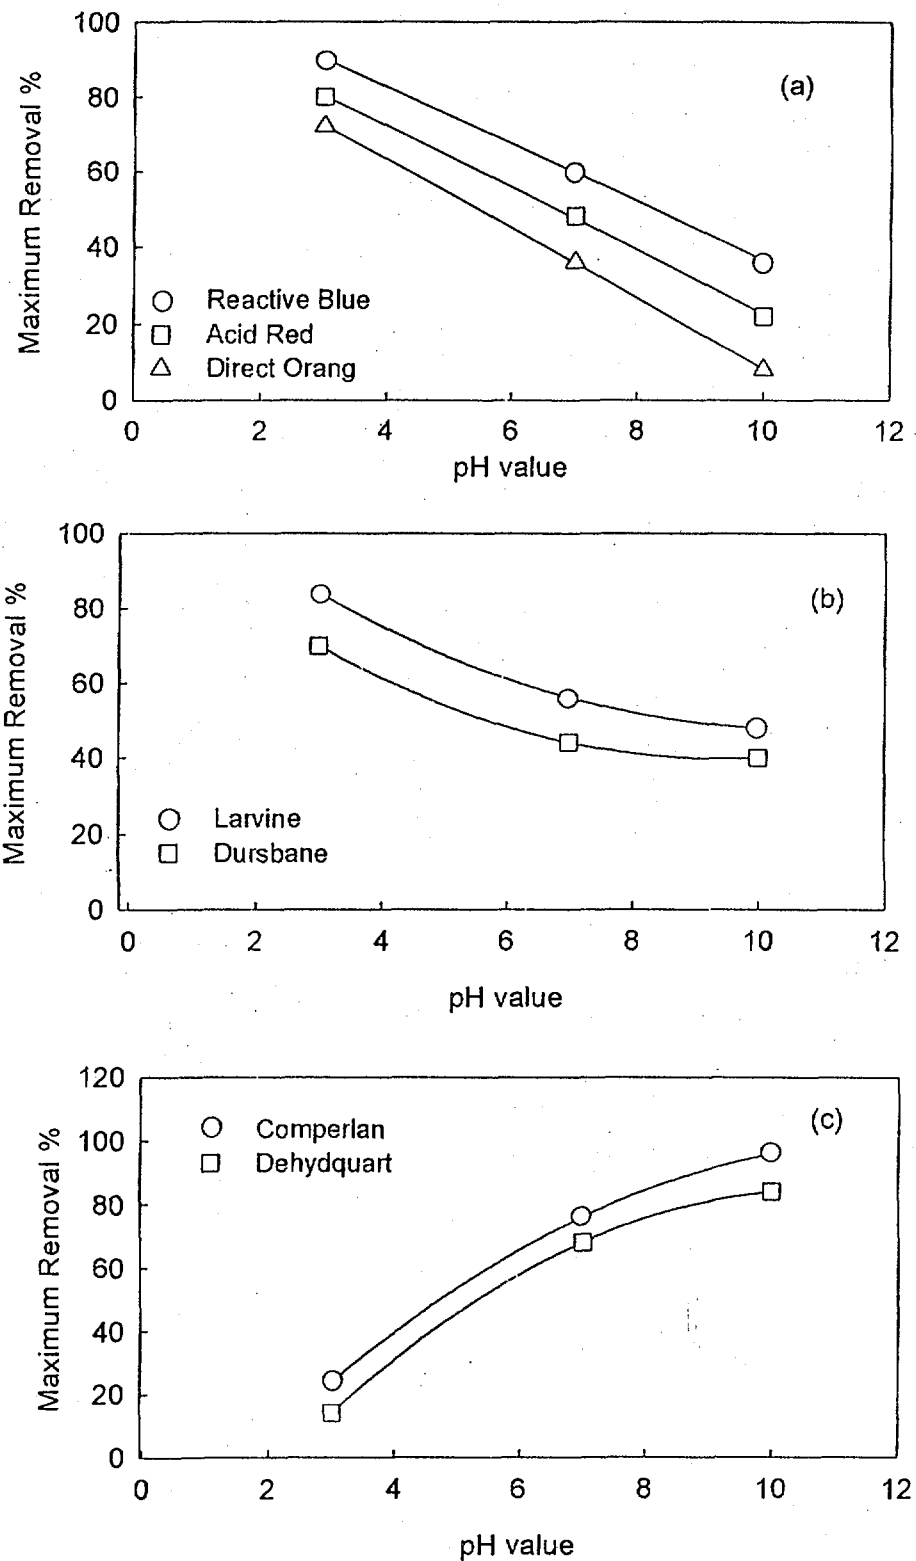 100
80
60
40
20
0
Maximum Removal %
(a)
Reactive Blue
Acid Red
Direct Orang
0 2 4 6 8 10 12
pH value
100
80
60
40
20
0
Maximum Removal %
(b)
Larvine
Dursbane
0 2 4 6 8 10 12
pH value
120
100
80
60
40
20
0
Maximum Removal %
(c)
Comperlan
Dehydquart
0 2 4 6 8 10 12
pH value